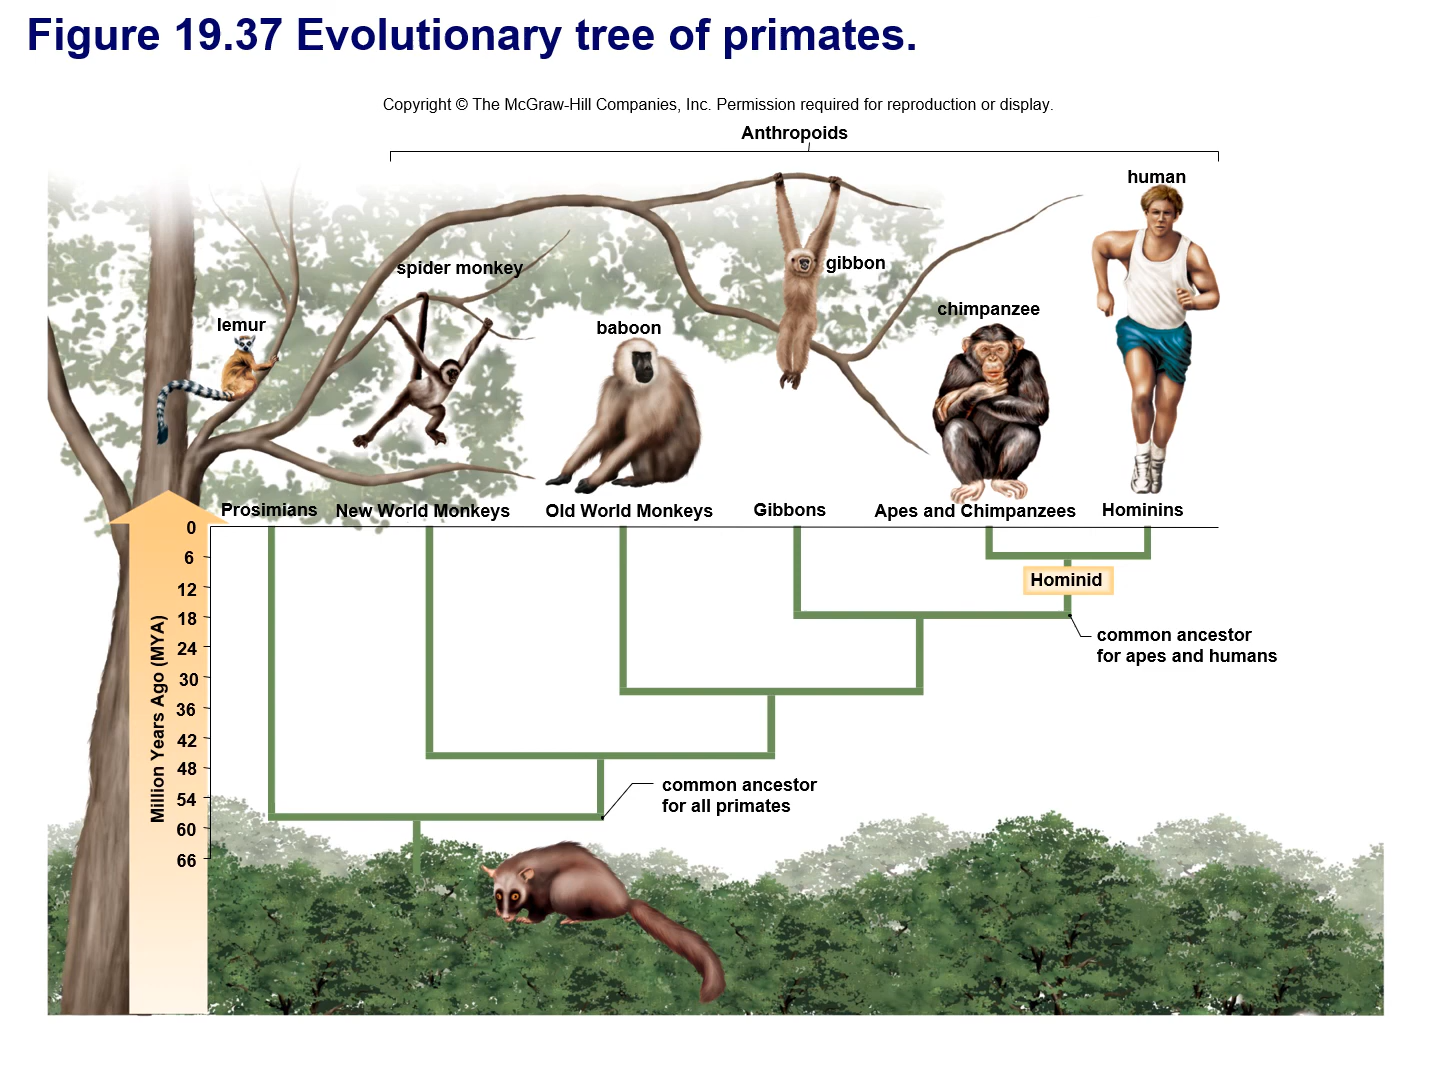 Figure 19.37 Evolutionary tree of primates.
Copyright © The McGraw-Hill Companies, Inc. Permission required for reproduction or display.
Anthropoids
human
spider monkey
gibbon
chimpanzee
lemur
baboon
Prosimians
New World Monkeys
Old World Monkeys
Gibbons
Apes and Chimpanzees
Hominins
0
6
12
18
24
30
36
42
48
54
60
66
Million Years Ago (MYA)
Hominid
common ancestor
for apes and humans
common ancestor
for all primates